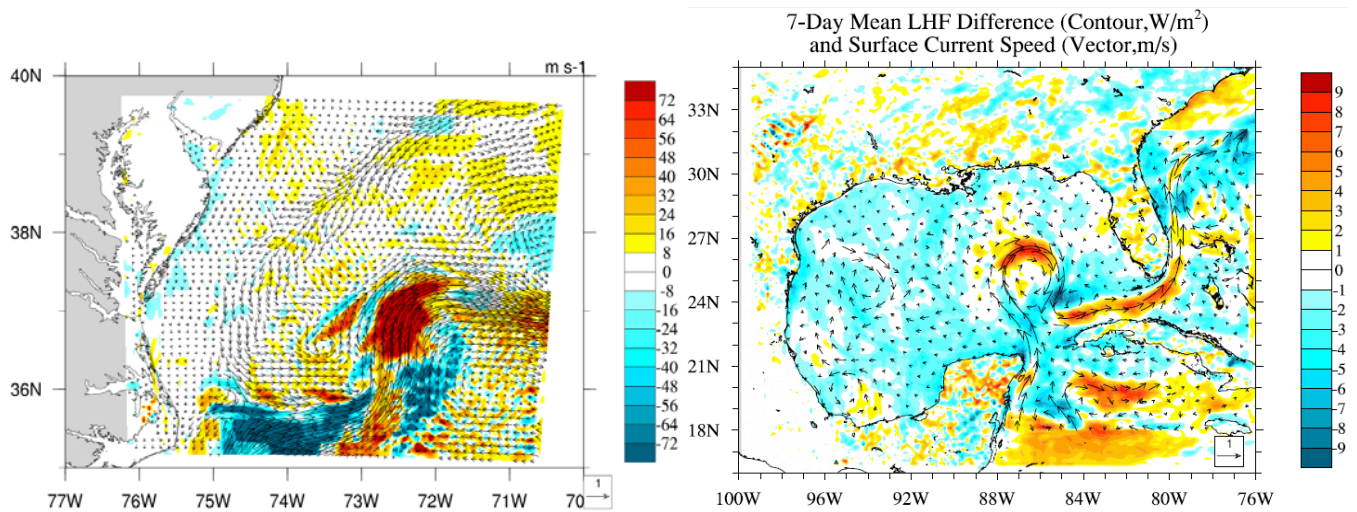 m s-1
40N
38N
36N
77W 76W 75W 74W 73W 72W 71W 70
1
72
64
56
48
40
32
24
16
8
0
-8
-16
-24
-32
-40
-48
-56
-64
-72
7-Day Mean LHF Difference (Contour,W/m²)
and Surface Current Speed (Vector,m/s)
33N
30N
27N
24N
21N
18N
100W 96W 92W 88W 84W 80W 76W
1
9
8
7
6
5
4
3
2
1
0
-1
-2
-3
-4
-5
-6
-7
-8
-9